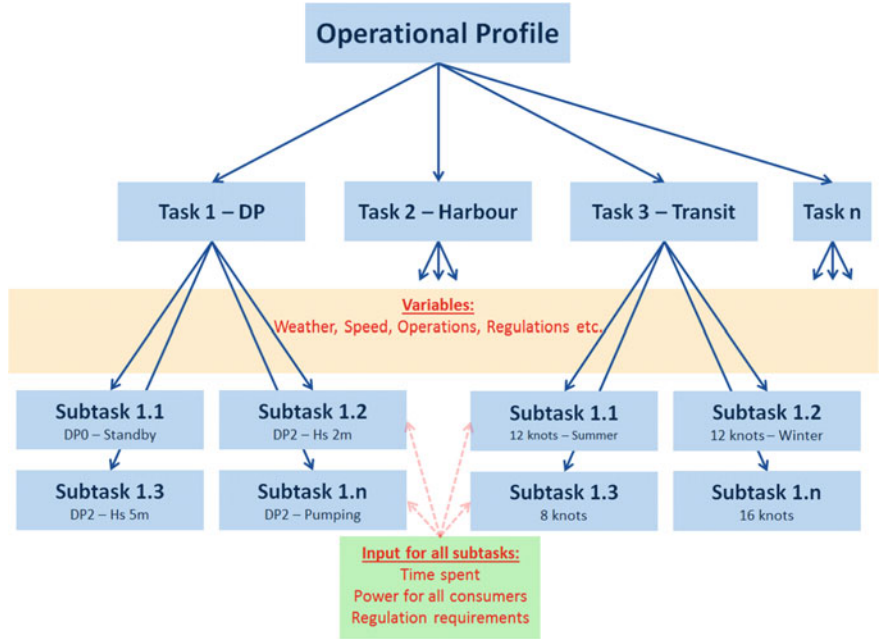 Operational Profile
Task 1 – DP
Task 2 – Harbour
Task 3 – Transit
Task n
Variables:
Weather, Speed, Operations, Regulations etc.
Subtask 1.1
DP0 – Standby
Subtask 1.2
DP2 – Hs 2m
Subtask 1.1
12 knots – Summer
Subtask 1.2
12 knots – Winter
Subtask 1.3
DP2 – Hs 5m
Subtask 1.n
DP2 – Pumping
Subtask 1.3
8 knots
Subtask 1.n
16 knots
Input for all subtasks:
Time spent
Power for all consumers
Regulation requirements